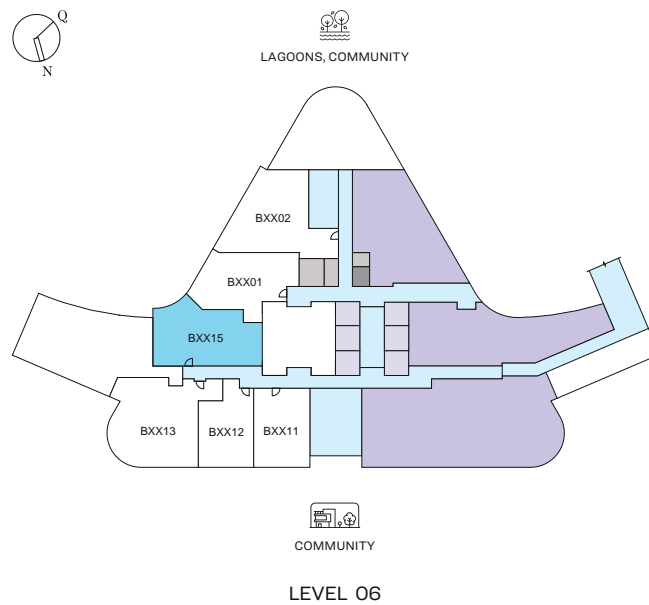 Q
N
LAGOONS, COMMUNITY
BXX02
BXX01
BXX15
BXX13
BXX12
BXX11
COMMUNITY
LEVEL 06